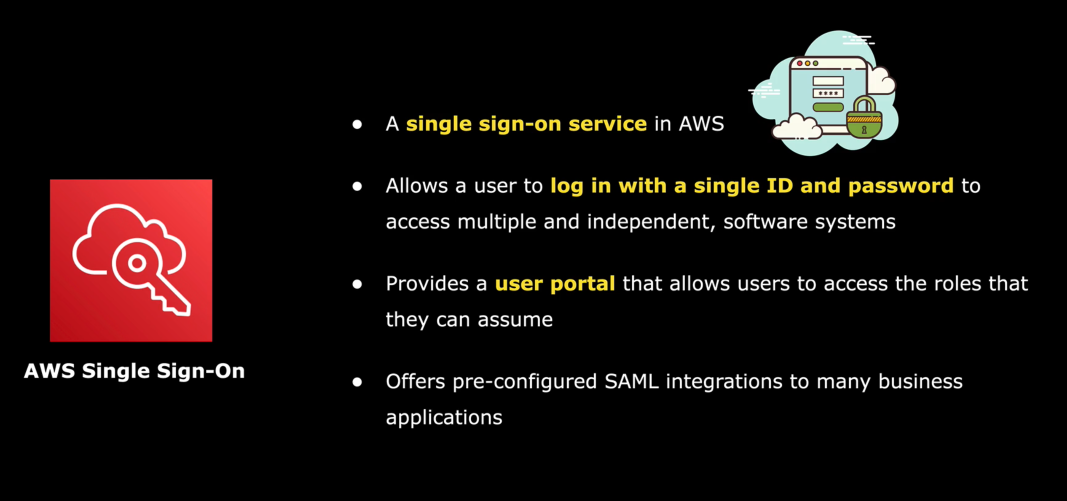 ● A single sign-on service in AWS
● Allows a user to log in with a single ID and password to
access multiple and independent, software systems
● Provides a user portal that allows users to access the roles that
they can assume
● Offers pre-configured SAML integrations to many business
applications
AWS Single Sign-On